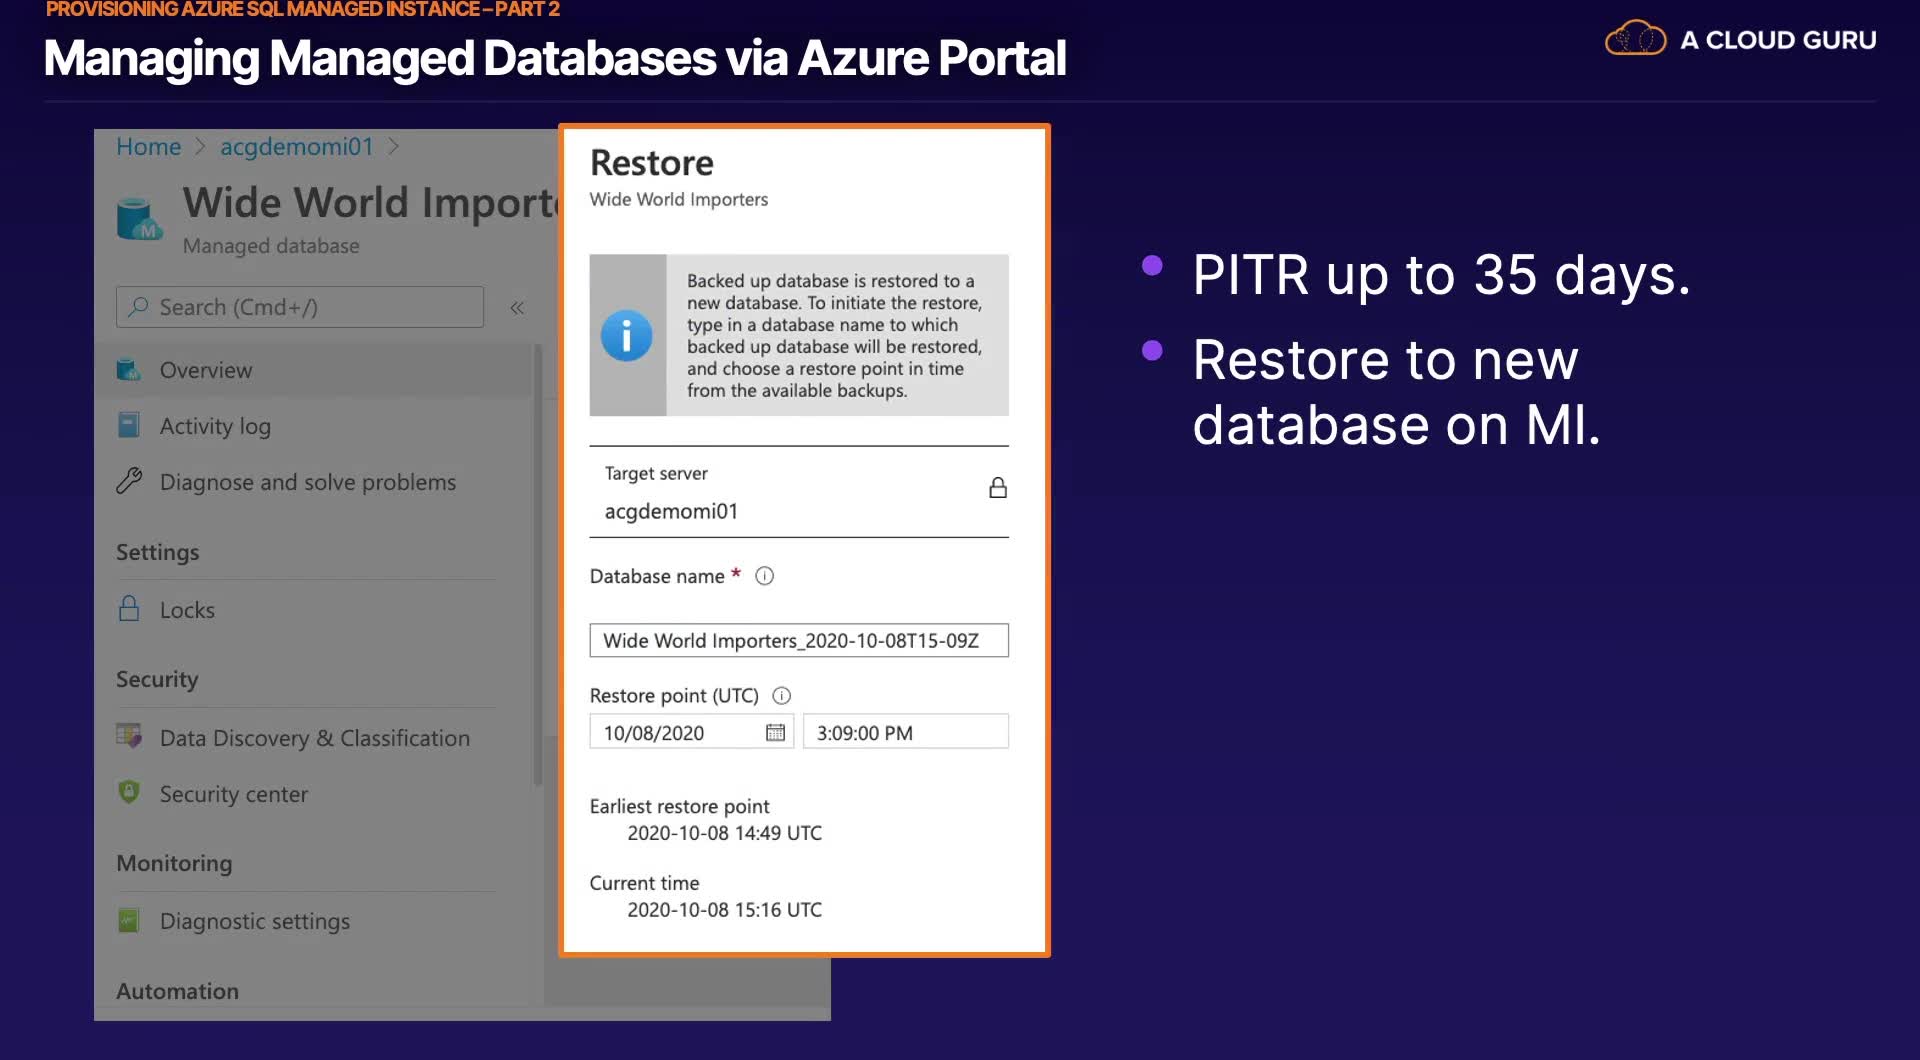 PROVISIONING AZURE SQL MANAGED INSTANCE – PART 2
Managing Managed Databases via Azure Portal
A CLOUD GURU
Home > acgdemomi01 >
Wide World Importe
Managed database
M
Search (Cmd+/)
«
Overview
Activity log
Diagnose and solve problems
Settings
Locks
Security
Data Discovery & Classification
Security center
Monitoring
Diagnostic settings
Automation
Restore
Wide World Importers
Backed up database is restored to a
new database. To initiate the restore,
type in a database name to which
backed up database will be restored,
and choose a restore point in time
from the available backups.
Target server
acgdemomi01
Database name *
Wide World Importers_2020-10-08T15-09Z
Restore point (UTC)
10/08/2020 3:09:00 PM
Earliest restore point
2020-10-08 14:49 UTC
Current time
2020-10-08 15:16 UTC
• PITR up to 35 days.
• Restore to new
database on MI.